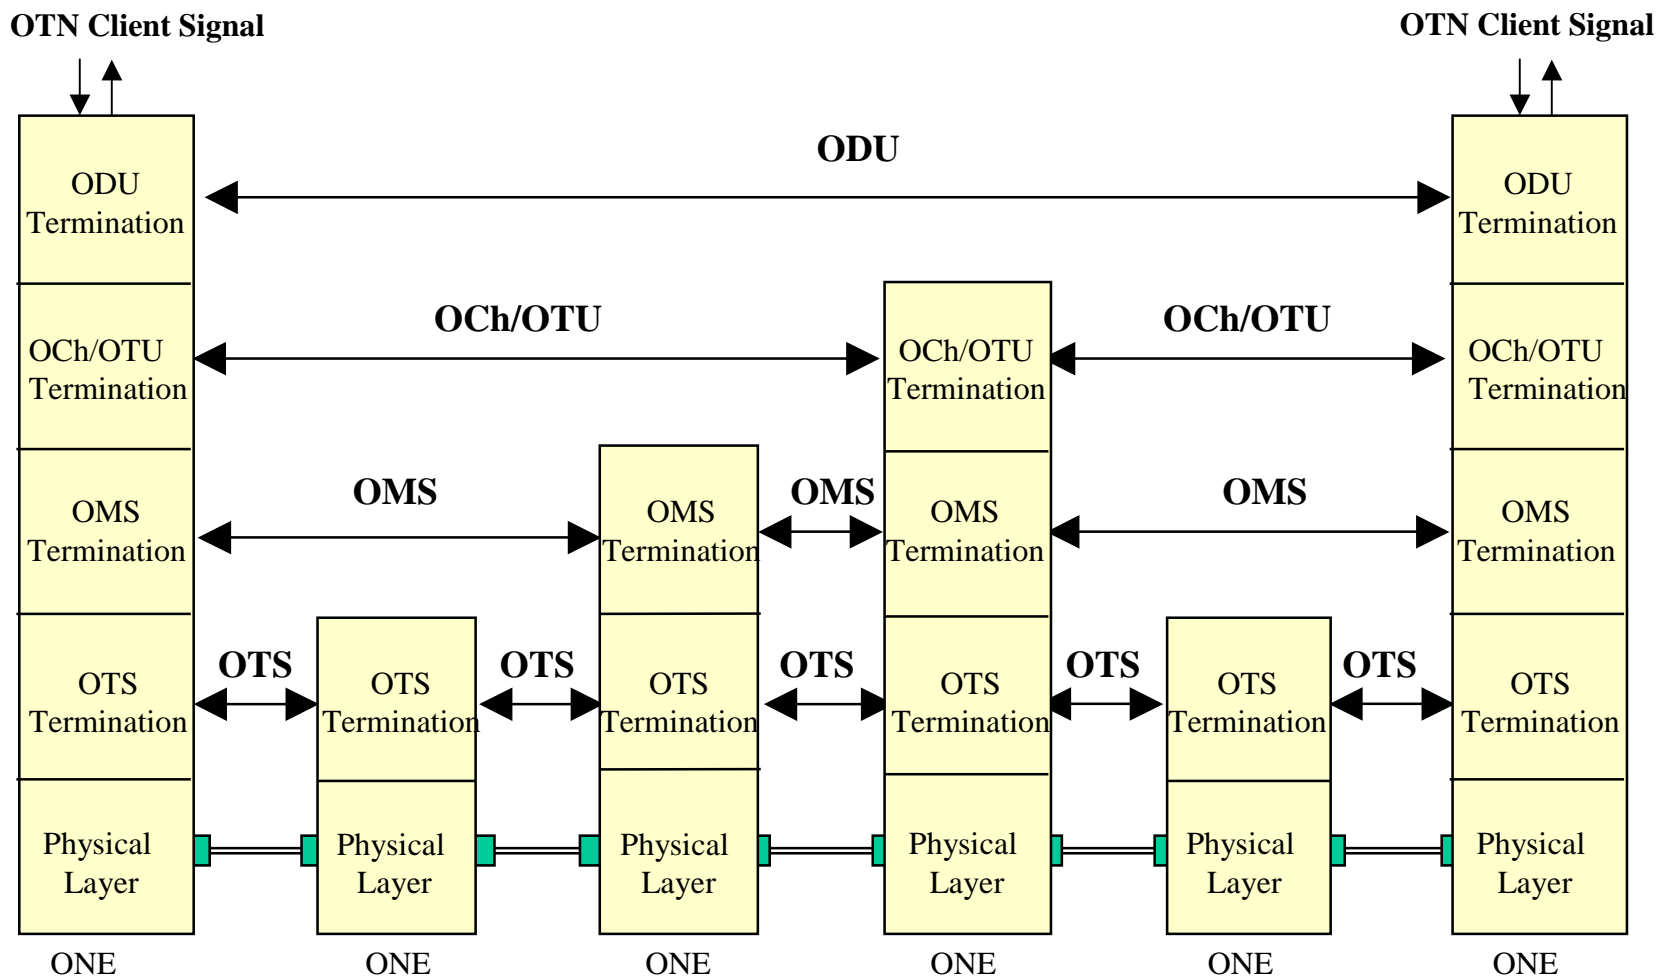 OTN Client Signal
OTN Client Signal
ODU
ODU
Termination
ODU
Termination
OCh/OTU
OCh/OTU
OCh/OTU
Termination
OCh/OTU
Termination
OCh/OTU
Termination
OMS
OMS
OMS
OMS
Termination
OMS
Termination
OMS
Termination
OMS
Termination
OTS
OTS
OTS
OTS
OTS
OTS
Termination
OTS
Termination
OTS
Termination
OTS
Termination
OTS
Termination
OTS
Termination
Physical
Layer
Physical
Layer
Physical
Layer
Physical
Layer
Physical
Layer
Physical
Layer
ONE
ONE
ONE
ONE
ONE
ONE